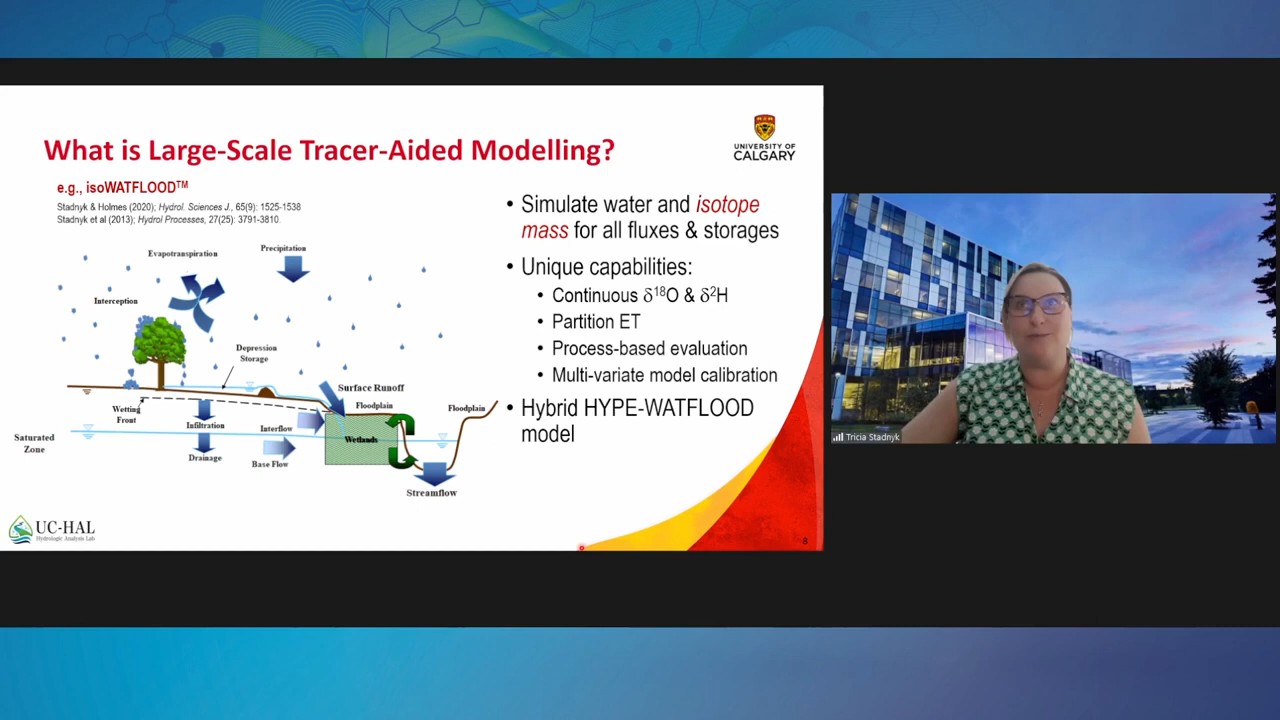 What is Large-Scale Tracer-Aided Modelling?
UNIVERSITY OF
CALGARY
e.g., isoWATFLOOD™
Stadnyk & Holmes (2020); Hydrol. Sciences J., 65(9): 1525-1538
Stadnyk et al (2013); Hydrol Processes, 27(25): 3791-3810.
Evapotranspiration
Precipitation
Interception
Depression
Storage
Surface Runoff
Floodplain
Floodplain
Wetting
Front
Infiltration
Interflow
Wetlands
Saturated
Zone
Drainage
Base Flow
Streamflow
• Simulate water and isotope
mass for all fluxes & storages
• Unique capabilities:
• Continuous δ18O & δ2H
• Partition ET
• Process-based evaluation
• Multi-variate model calibration
• Hybrid HYPE-WATFLOOD
model
UC-HAL
Hydrologic Analysis Lab
8
Tricia Stadnyk